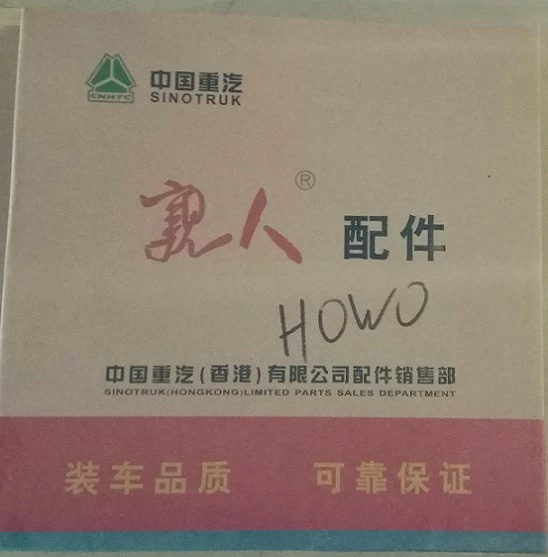 中国重汽
CNHTC
SINOTRUK
親人®
配件
HOWO
中国重汽(香港)有限公司配件销售部
SINOTRUK(HONGKONG)LIMITED PARTS SALES DEPARTMENT
装车品质 可靠保证